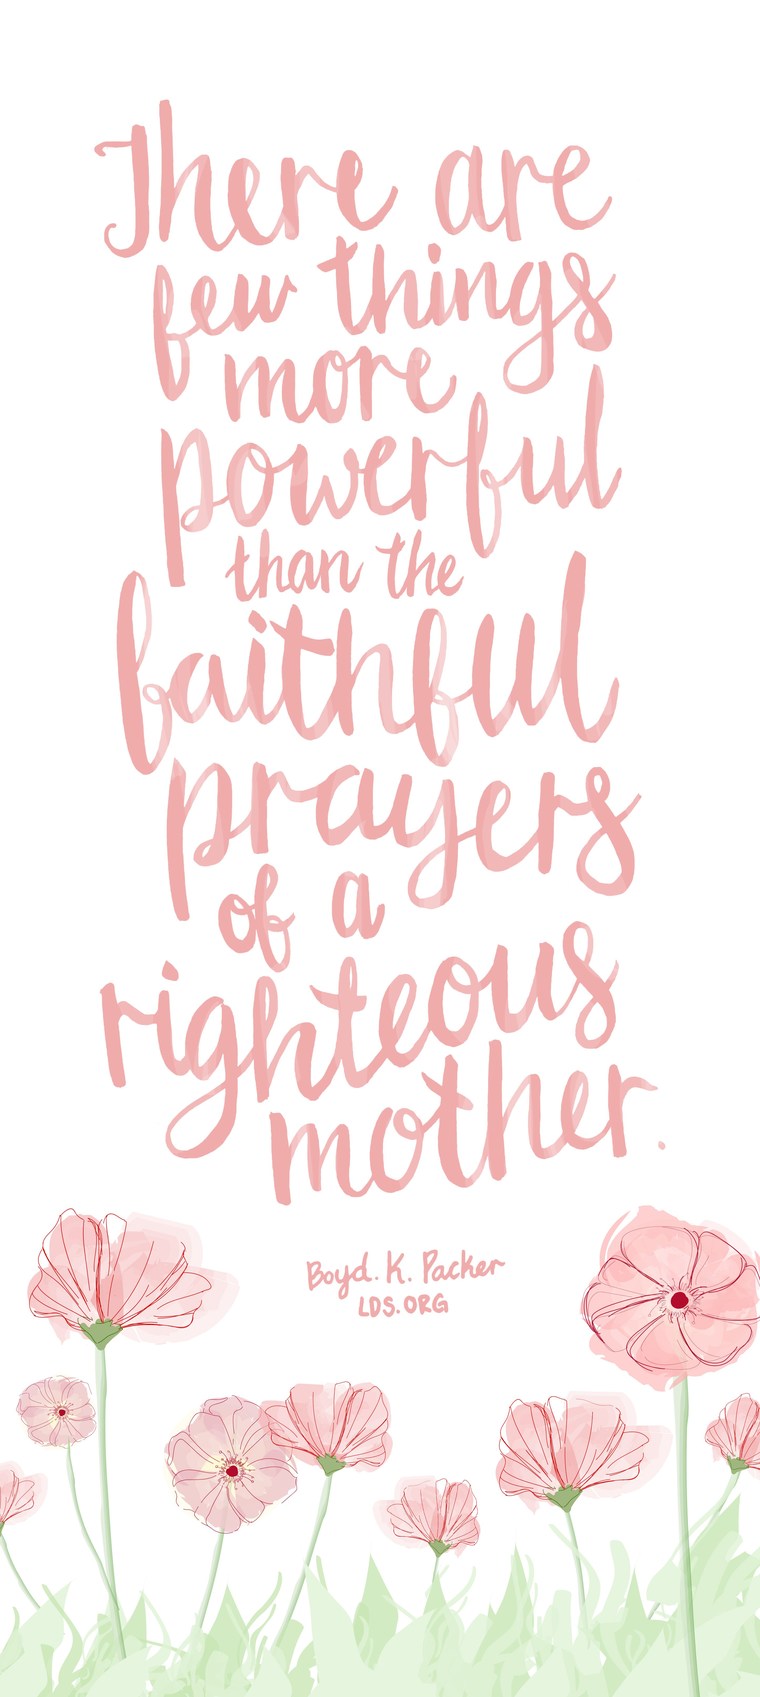 There are
few things
more
powerful
than the
faithful
prayers
of a
righteous
mother.
Boyd. K. Packer
LDS.ORG